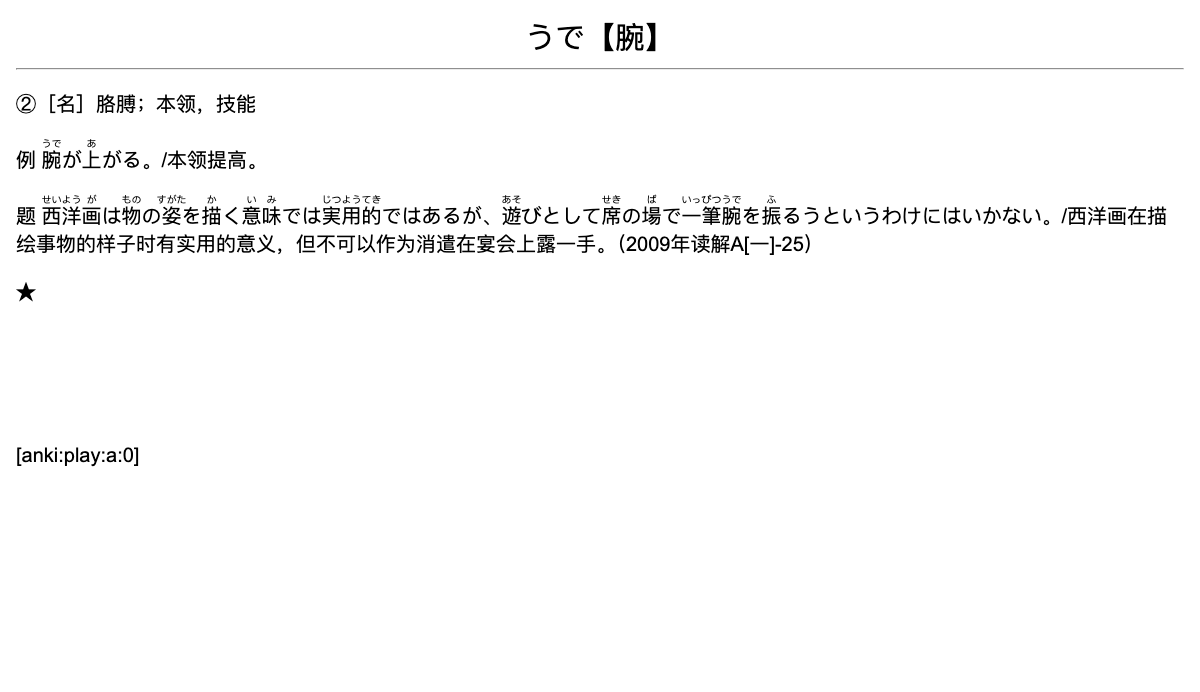 うで【腕】
②［名］胳膊；本领，技能
うで あ
例 腕が上がる。/本领提高。
せいよう が もの すがた か い み じつようてき あそ せき ば いっぴつうで ふ
题 西洋画は物の姿を描く意味では実用的ではあるが、遊びとして席の場で一筆腕を振るうというわけにはいかない。/西洋画在描
绘事物的样子时有实用的意义，但不可以作为消遣在宴会上露一手。（2009年读解A[一]-25）
★
[anki:play:a:0]